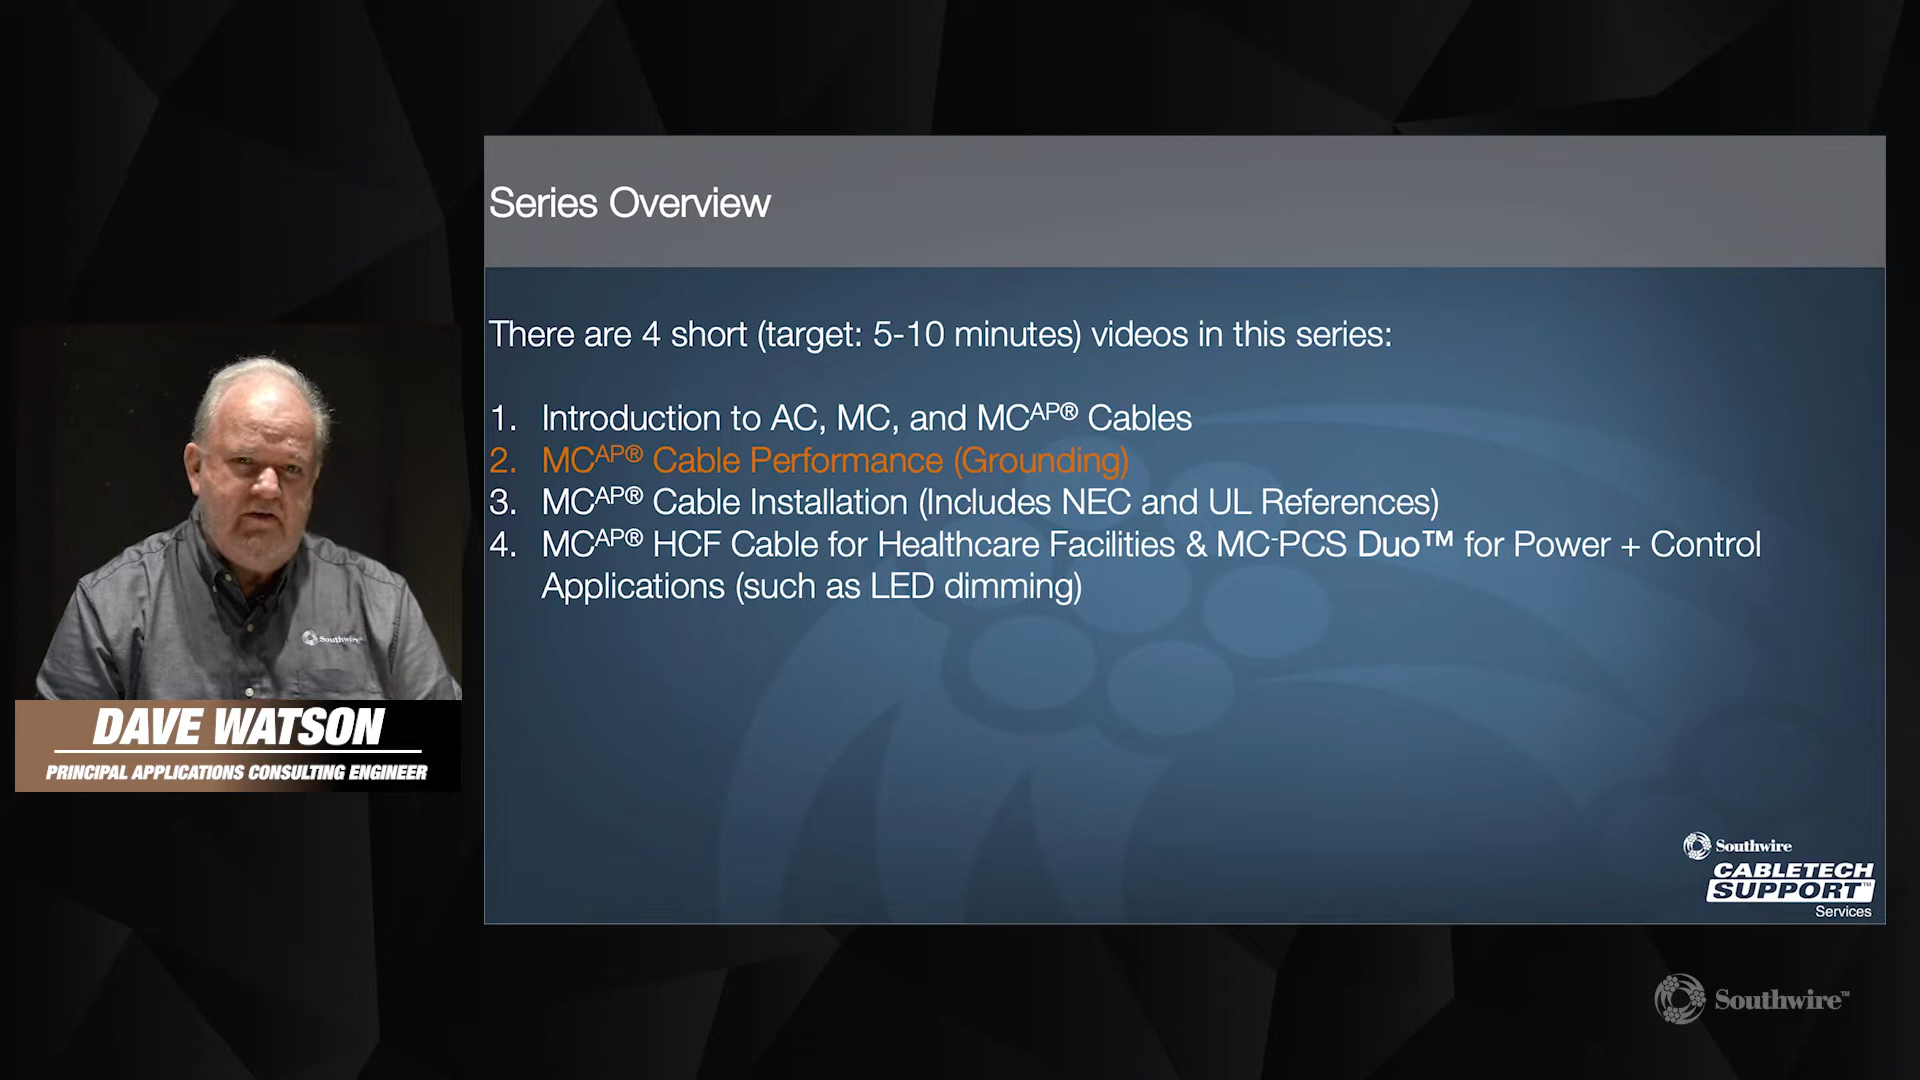 Series Overview
There are 4 short (target: 5-10 minutes) videos in this series:
1. Introduction to AC, MC, and MCᴬᴾ® Cables
2. MCᴬᴾ® Cable Performance (Grounding)
3. MCᴬᴾ® Cable Installation (Includes NEC and UL References)
4. MCᴬᴾ® HCF Cable for Healthcare Facilities & MC-PCS Duo™ for Power + Control
Applications (such as LED dimming)
Southwire
DAVE WATSON
PRINCIPAL APPLICATIONS CONSULTING ENGINEER
Southwire
CABLETECH
SUPPORT™
Services
Southwire™